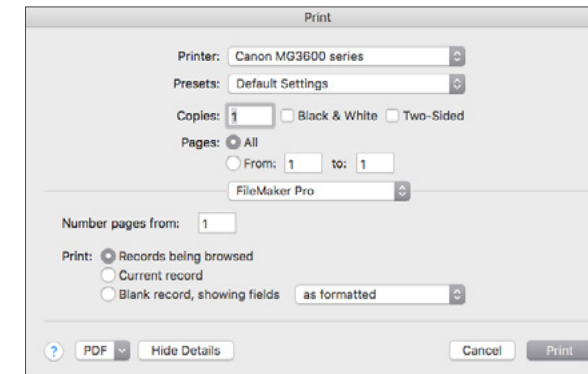 Print
Printer: Canon MG3600 series
Presets: Default Settings
Copies: 1 Black & White Two-Sided
Pages: All
From: 1 to: 1
FileMaker Pro
Number pages from: 1
Print: Records being browsed
Current record
Blank record, showing fields as formatted
? PDF Hide Details Cancel Print